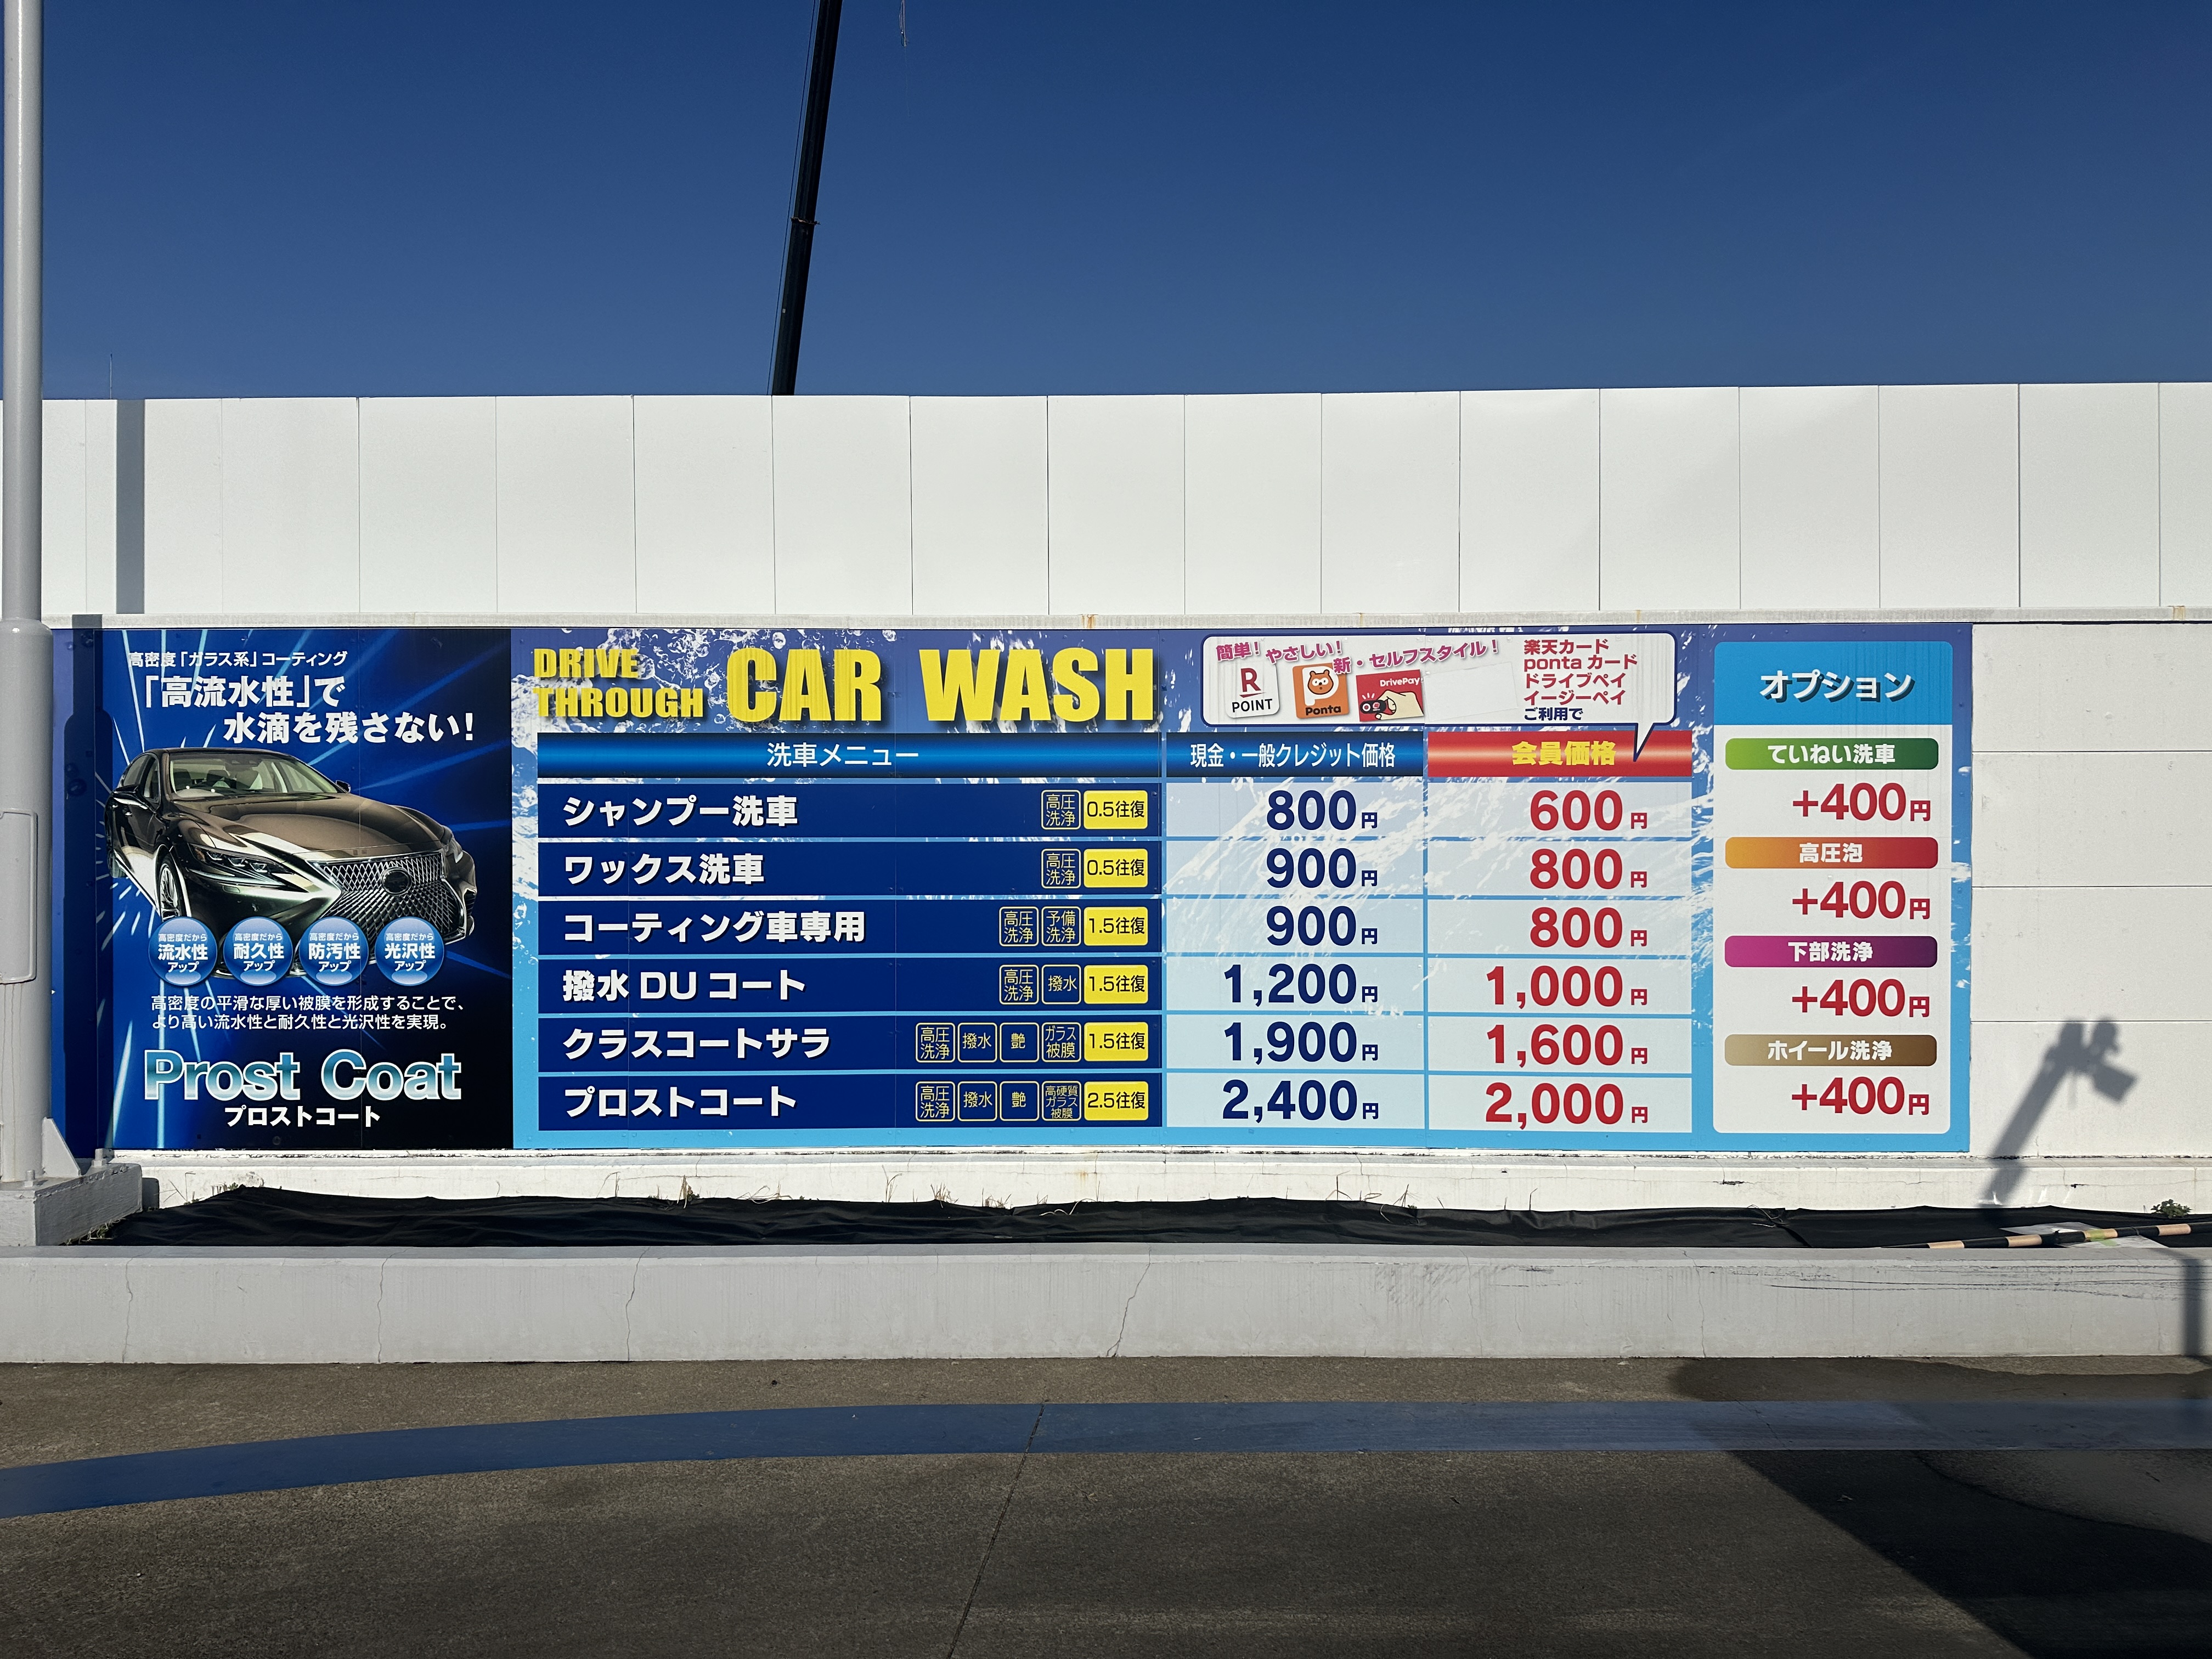 高密度「ガラス系」コーティング
「高流水性」で
水滴を残さない!
高密度だから
流水性
アップ
高密度だから
耐久性
アップ
高密度だから
防汚性
アップ
高密度だから
光沢性
アップ
高密度の平滑な厚い被膜を形成することで、
より高い流水性と耐久性と光沢性を実現。
Prost Coat
プロストコート
DRIVE THROUGH CAR WASH
簡単! やさしい! 新・セルフスタイル!
R POINT
Ponta
DrivePay
楽天カード
pontaカード
ドライブペイ
イージーペイ
ご利用で
洗車メニュー 現金・一般クレジット価格 会員価格
シャンプー洗車 高圧洗浄 0.5往復 800円 600円
ワックス洗車 高圧洗浄 0.5往復 900円 800円
コーティング車専用 高圧洗浄 予備洗浄 1.5往復 900円 800円
撥水 DU コート 高圧洗浄 撥水 1.5往復 1,200円 1,000円
クラスコートサラ 高圧洗浄 撥水 艶 ガラス被膜 1.5往復 1,900円 1,600円
プロストコート 高圧洗浄 撥水 艶 高硬質ガラス被膜 2.5往復 2,400円 2,000円
オプション
ていねい洗車
+400円
高圧泡
+400円
下部洗浄
+400円
ホイール洗浄
+400円